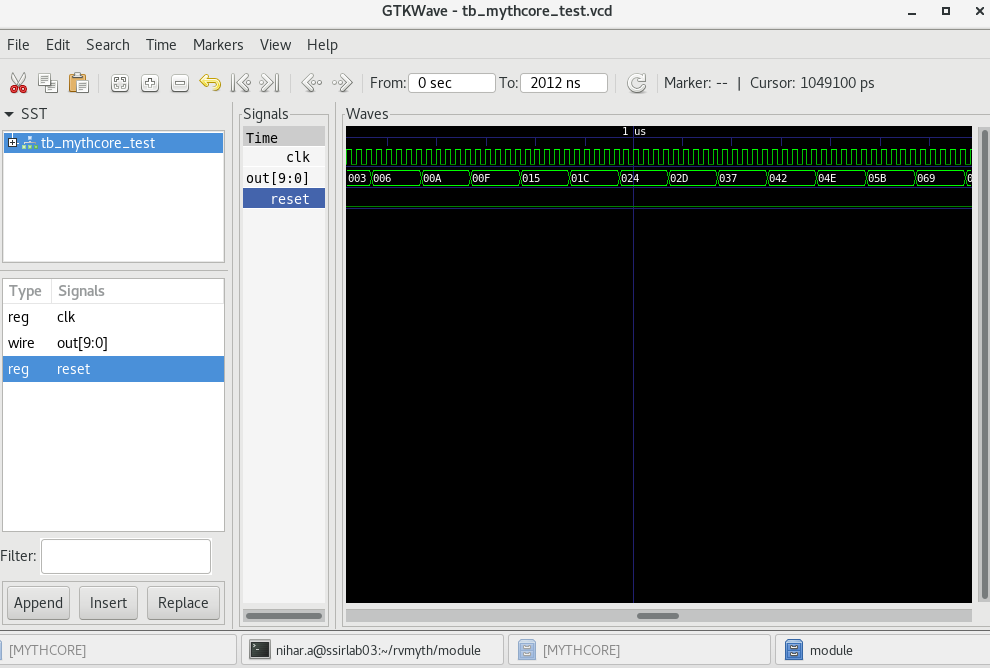 GTKWave - tb_mythcore_test.vcd
File Edit Search Time Markers View Help
From: 0 sec To: 2012 ns Marker: -- | Cursor: 1049100 ps
SST
tb_mythcore_test
Type Signals
reg clk
wire out[9:0]
reg reset
Filter:
Append Insert Replace
Signals
Time
clk
out[9:0]
reset
Waves
1 us
003 006 00A 00F 015 01C 024 02D 037 042 04E 05B 069 0
[MYTHCORE] nihar.a@ssirlab03:~/rvmyth/module [MYTHCORE] module